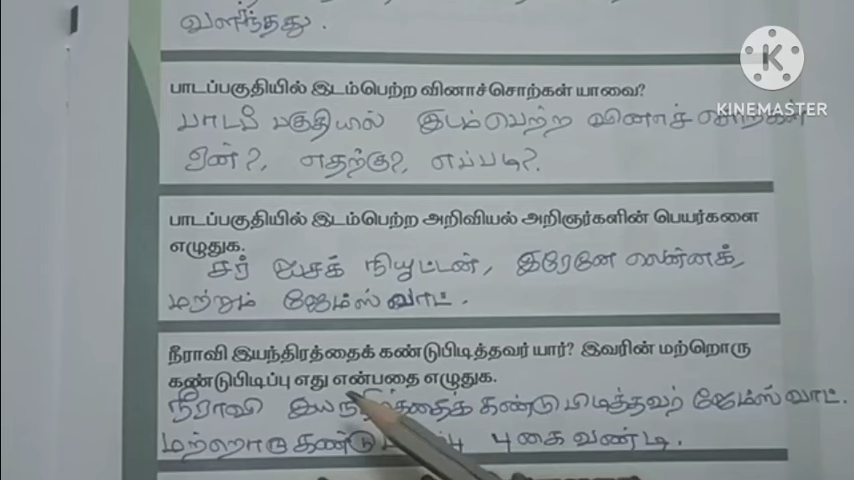 வளர்ந்தது.
K
KINEMASTER
பாடப்பகுதியில் இடம்பெற்ற வினாச்சொற்கள் யாவை?
பாடப் பகுதியில் இடம்பெற்ற வினாச் சொற்கள்
ஏன்?, எதற்கு?, எப்படி?.
பாடப்பகுதியில் இடம்பெற்ற அறிவியல் அறிஞர்களின் பெயர்களை
எழுதுக.
சர் ஐசக் நியூட்டன், இரேனே லென்னக்,
மற்றும் ஜேம்ஸ் வாட்.
நீராவி இயந்திரத்தைக் கண்டுபிடித்தவர் யார்? இவரின் மற்றொரு
கண்டுபிடிப்பு எது என்பதை எழுதுக.
நீராவி இயந்திரத்தைக் கண்டுபிடித்தவர் ஜேம்ஸ் வாட்.
மற்றொரு புகை வண்டி.